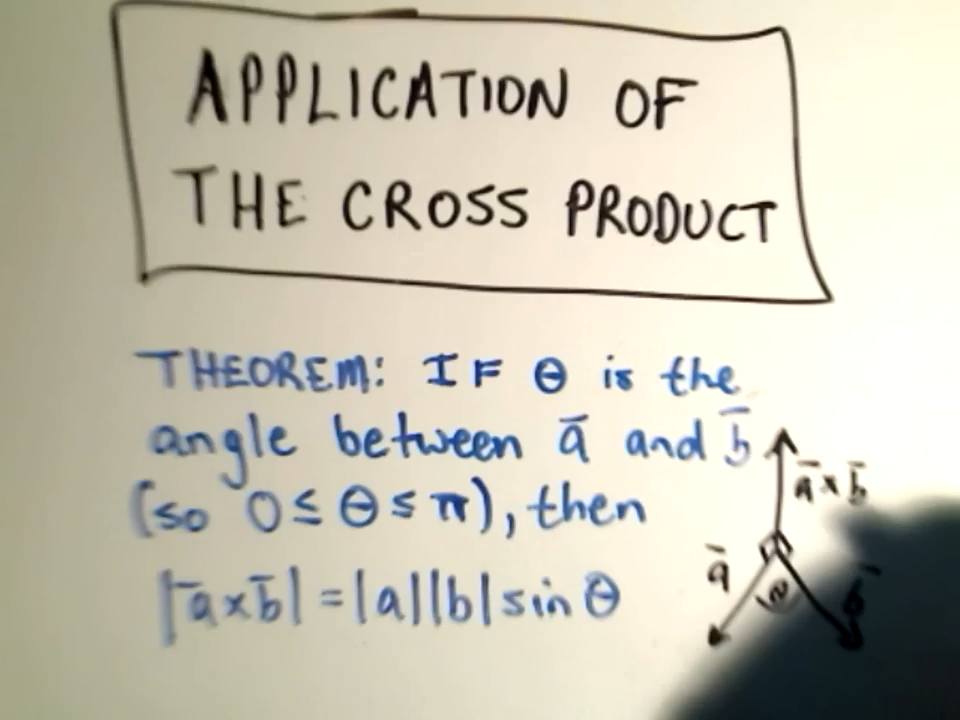 APPLICATION OF
THE CROSS PRODUCT
THEOREM: IF θ is the
angle between a̅ and b̅
(so 0 ≤ θ ≤ π), then
|a̅ x b̅| = |a||b| sin θ
a̅ x b̅
a̅
b̅
θ